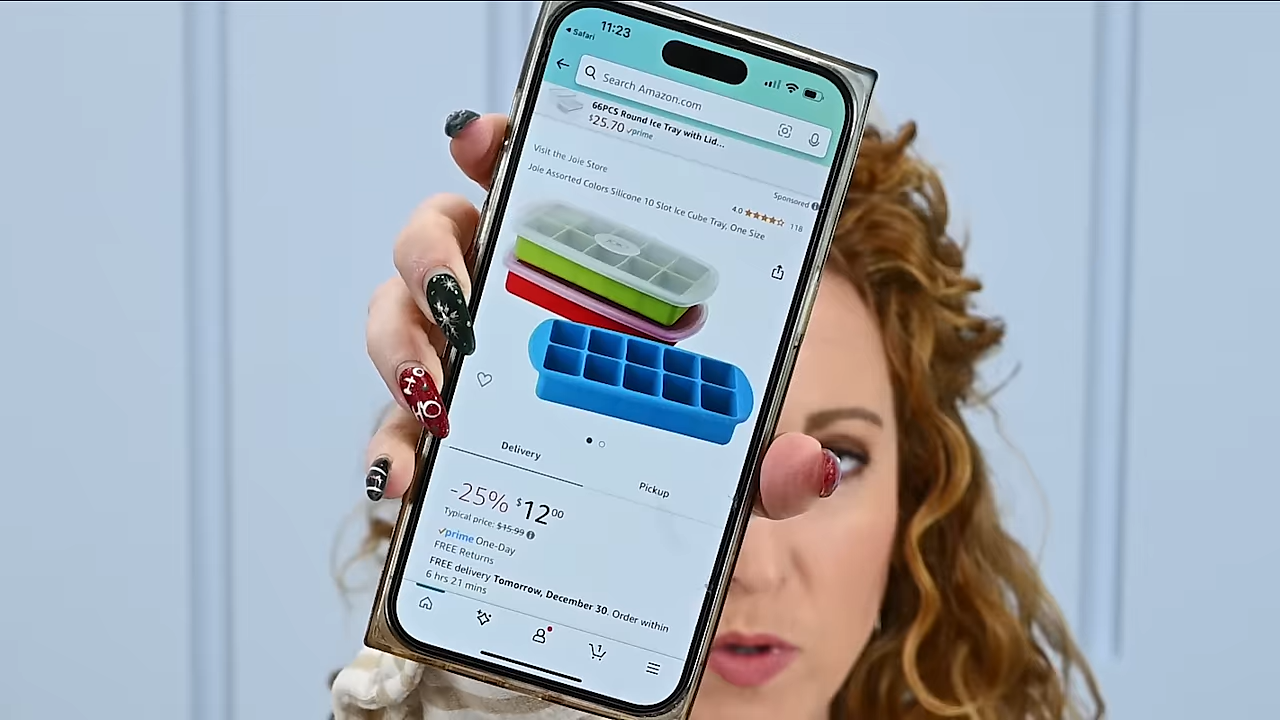 11:23
Safari
Search Amazon.com
66PCS Round Ice Tray with Lid...
$25.70 prime
Sponsored
Visit the Joie Store
4.0 118
Joie Assorted Colors Silicone 10 Slot Ice Cube Tray, One Size
Delivery
Pickup
-25% $12 00
Typical price: $15.99
prime One-Day
FREE Returns
FREE delivery Tomorrow, December 30. Order within
6 hrs 21 mins
1